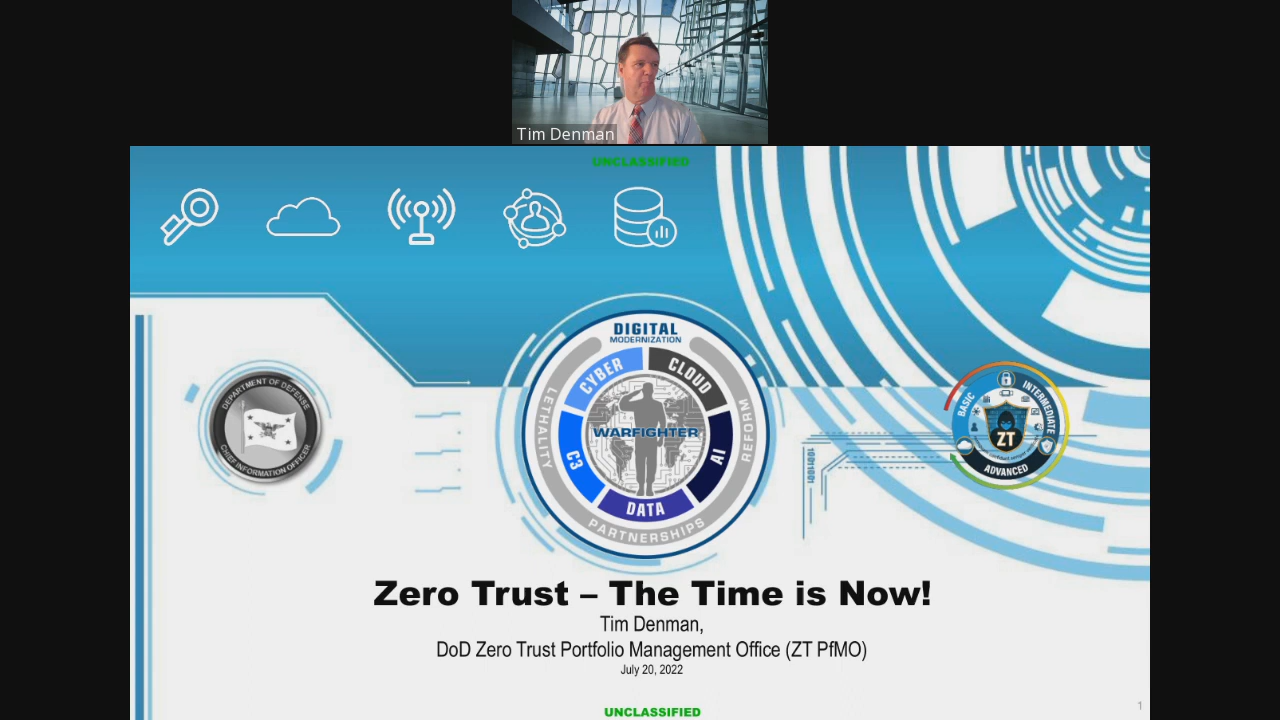 Tim Denman
UNCLASSIFIED
DIGITAL
MODERNIZATION
CYBER
CLOUD
LETHALITY
REFORM
WARFIGHTER
C3
AI
DATA
PARTNERSHIPS
DEPARTMENT OF DEFENSE
CHIEF INFORMATION OFFICER
BASIC
INTERMEDIATE
ZT
ADVANCED
Zero Trust – The Time is Now!
Tim Denman,
DoD Zero Trust Portfolio Management Office (ZT PfMO)
July 20, 2022
UNCLASSIFIED
1